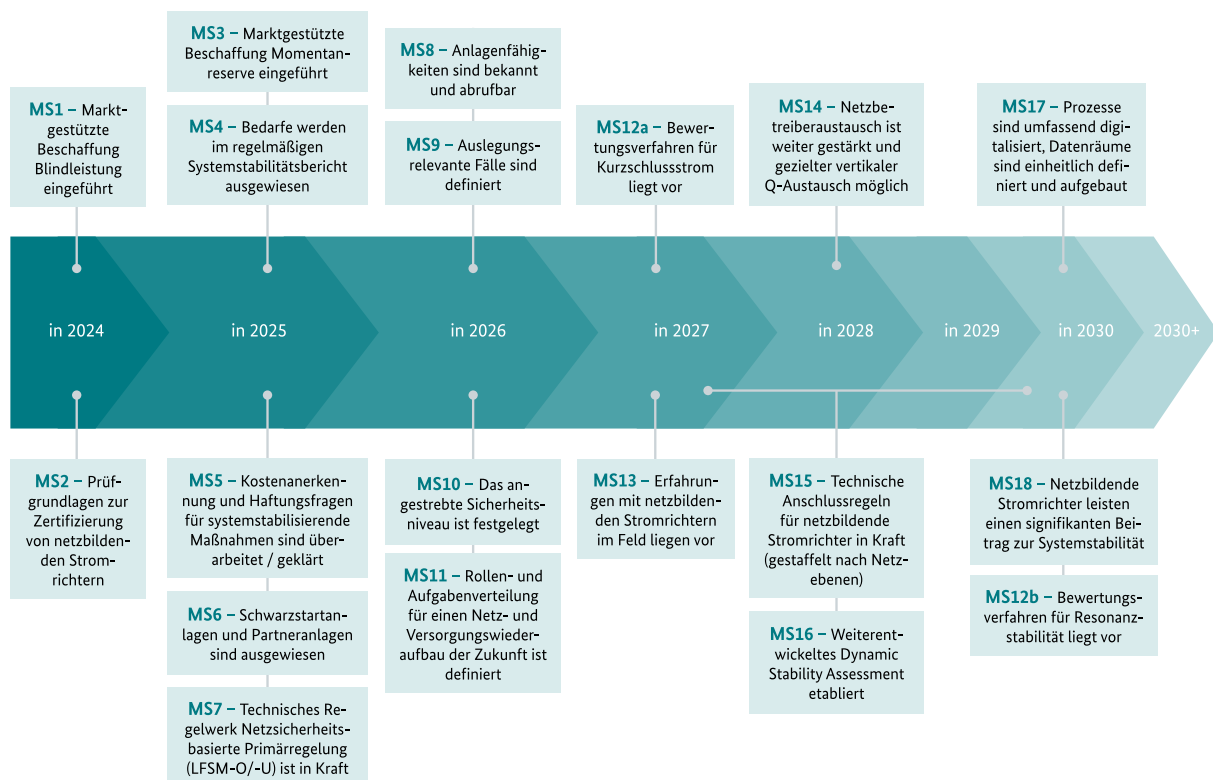 MS1 – Markt-
gestützte
Beschaffung
Blindleistung
eingeführt
MS3 – Marktgestützte
Beschaffung Momentan-
reserve eingeführt
MS4 – Bedarfe werden
im regelmäßigen
Systemstabilitätsbericht
ausgewiesen
MS8 – Anlagenfähig-
keiten sind bekannt
und abrufbar
MS9 – Auslegungs-
relevante Fälle sind
definiert
MS12a – Bewer-
tungsverfahren für
Kurzschlussstrom
liegt vor
MS14 – Netzbe-
treiberaustausch ist
weiter gestärkt und
gezielter vertikaler
Q-Austausch möglich
MS17 – Prozesse
sind umfassend digi-
talisiert, Datenräume
sind einheitlich defi-
niert und aufgebaut
in 2024
in 2025
in 2026
in 2027
in 2028
in 2029
in 2030
2030+
MS2 – Prüf-
grundlagen zur
Zertifizierung
von netzbilden-
den Strom-
richtern
MS5 – Kostenanerken-
nung und Haftungsfragen
für systemstabilisierende
Maßnahmen sind über-
arbeitet / geklärt
MS6 – Schwarzstartan-
lagen und Partneranlagen
sind ausgewiesen
MS7 – Technisches Re-
gelwerk Netzsicherheits-
basierte Primärregelung
(LFSM-O/-U) ist in Kraft
MS10 – Das an-
gestrebte Sicherheits-
niveau ist festgelegt
MS11 – Rollen- und
Aufgabenverteilung
für einen Netz- und
Versorgungswieder-
aufbau der Zukunft ist
definiert
MS13 – Erfahrun-
gen mit netzbilden-
den Stromrichtern
im Feld liegen vor
MS15 – Technische
Anschlussregeln
für netzbildende
Stromrichter in Kraft
(gestaffelt nach Netz-
ebenen)
MS16 – Weiterent-
wickeltes Dynamic
Stability Assessment
etabliert
MS18 – Netzbildende
Stromrichter leisten
einen signifikanten Bei-
trag zur Systemstabilität
MS12b – Bewertungs-
verfahren für Resonanz-
stabilität liegt vor